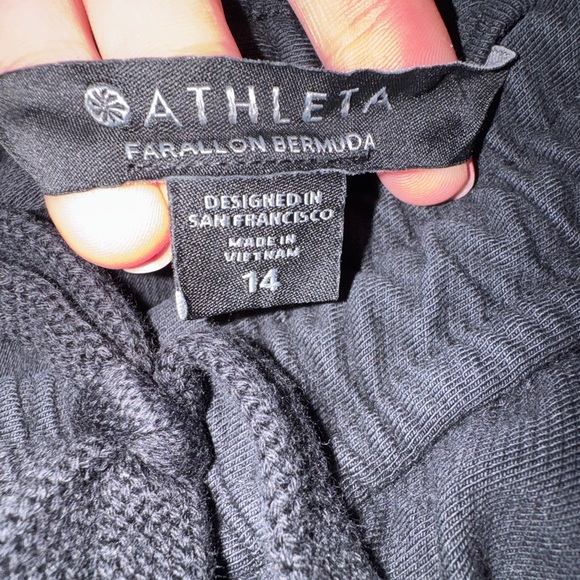 ATHLETA
FARALLON BERMUDA
DESIGNED IN
SAN FRANCISCO
MADE IN
VIETNAM
14